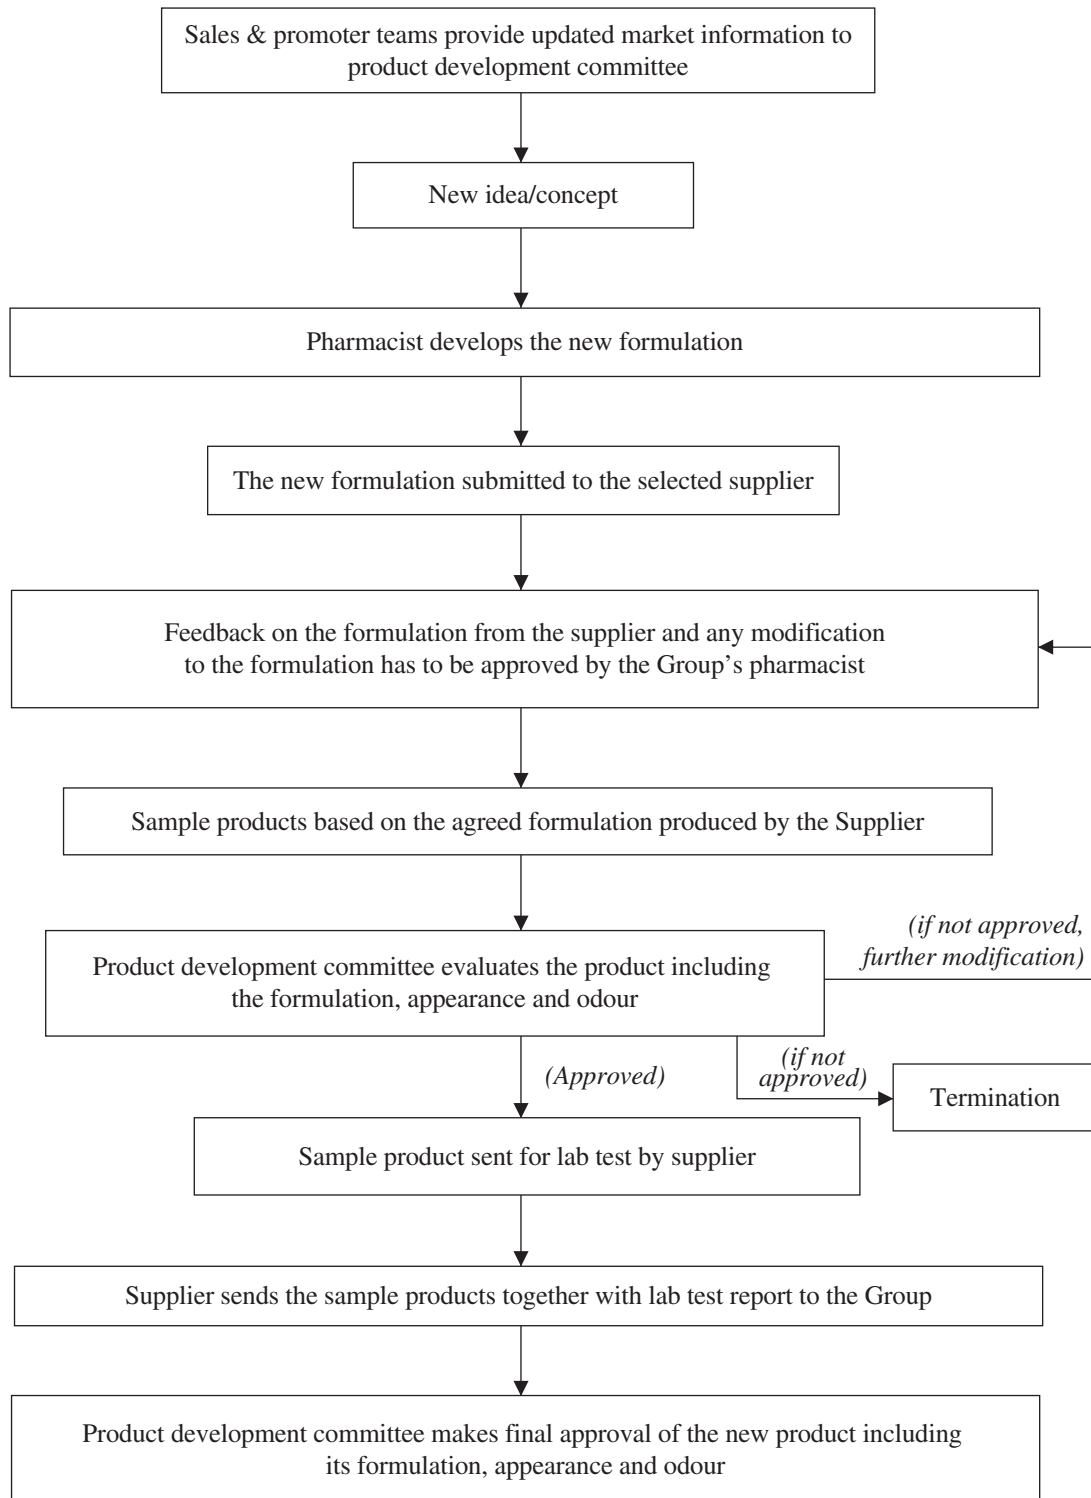 Sales & promoter teams provide updated market information to
product development committee
New idea/concept
Pharmacist develops the new formulation
The new formulation submitted to the selected supplier
Feedback on the formulation from the supplier and any modification
to the formulation has to be approved by the Group’s pharmacist
Sample products based on the agreed formulation produced by the Supplier
(if not approved,
further modification)
Product development committee evaluates the product including
the formulation, appearance and odour
(Approved)
(if not
approved)
Termination
Sample product sent for lab test by supplier
Supplier sends the sample products together with lab test report to the Group
Product development committee makes final approval of the new product including
its formulation, appearance and odour